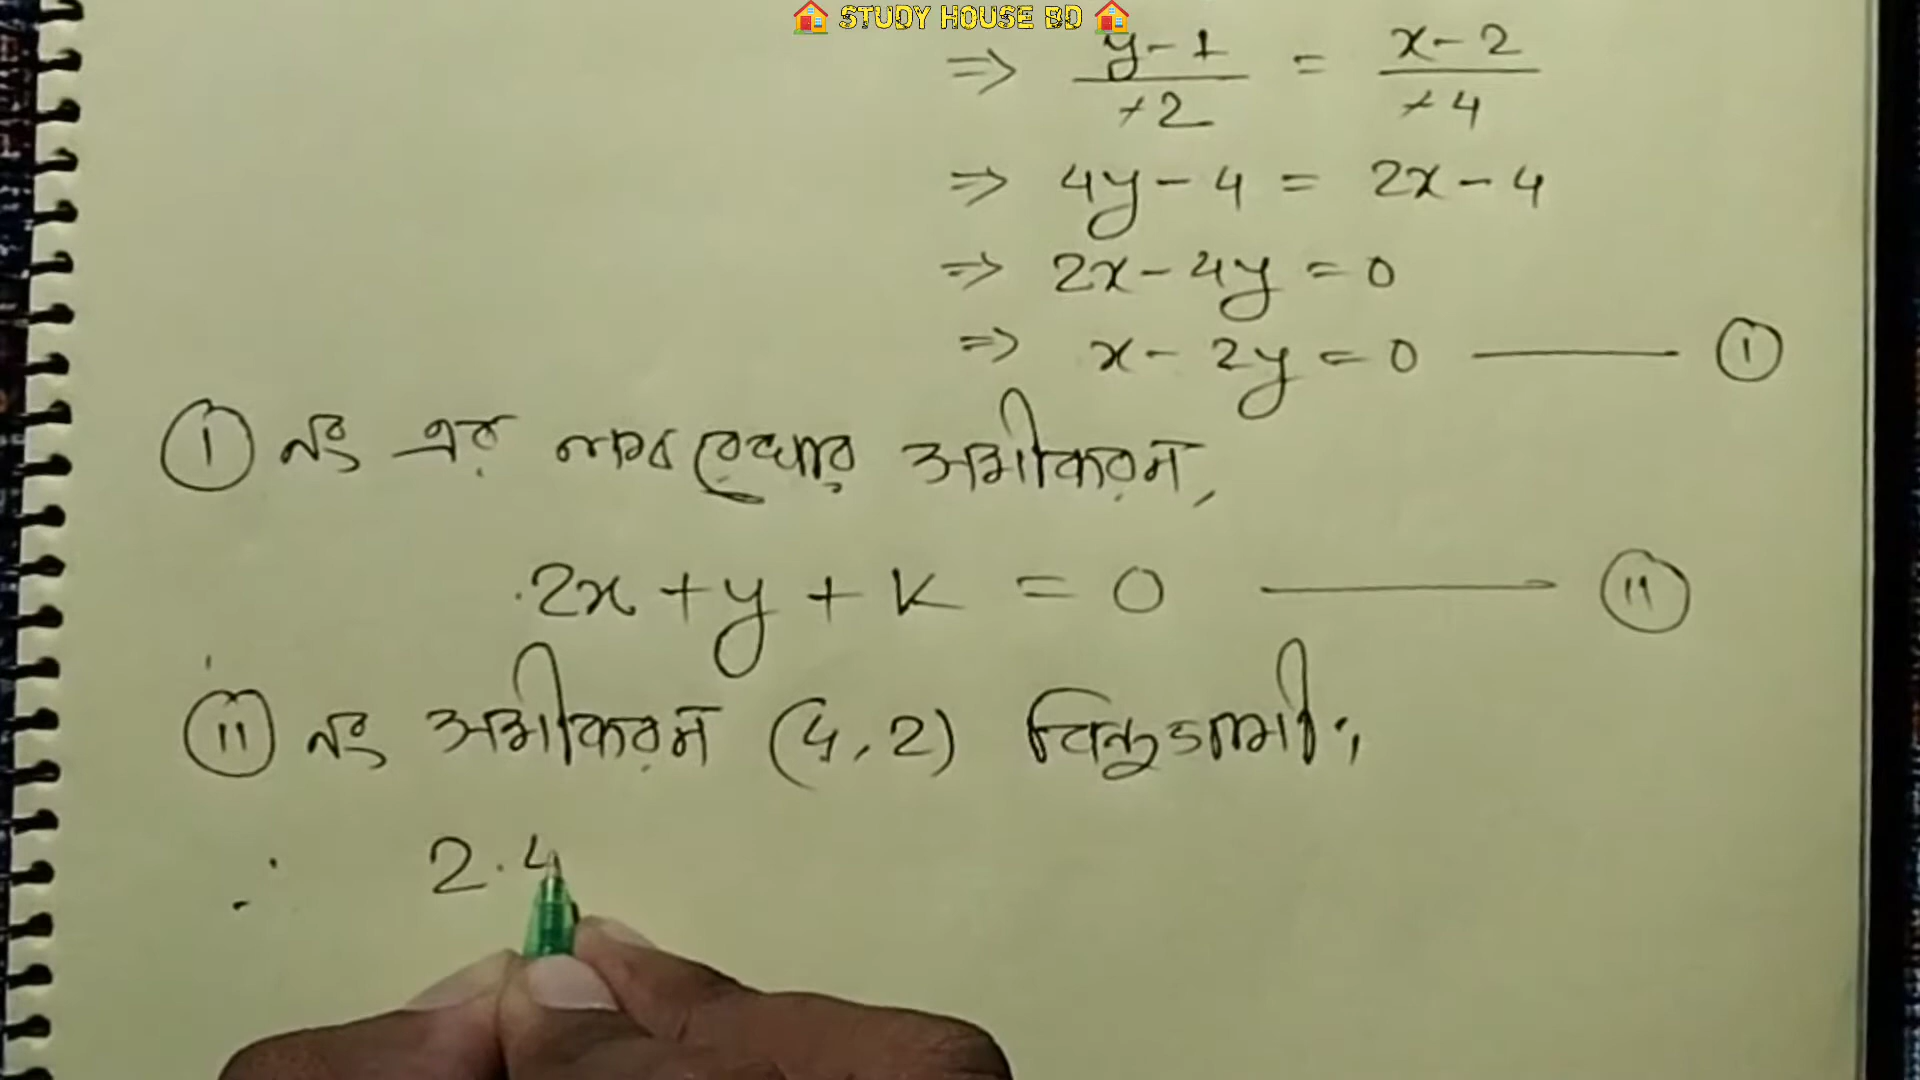 🏠 STUDY HOUSE BD 🏠
⇒ (y-1)/+2 = (x-2)/+4
⇒ 4y - 4 = 2x - 4
⇒ 2x - 4y = 0
⇒ x - 2y = 0 —— (i)
(i) নং এর লম্বরেখার সমীকরণ,
2x + y + K = 0 —— (ii)
(ii) নং সমীকরণ (4, 2) বিন্দুগামী,
∴ 2.4